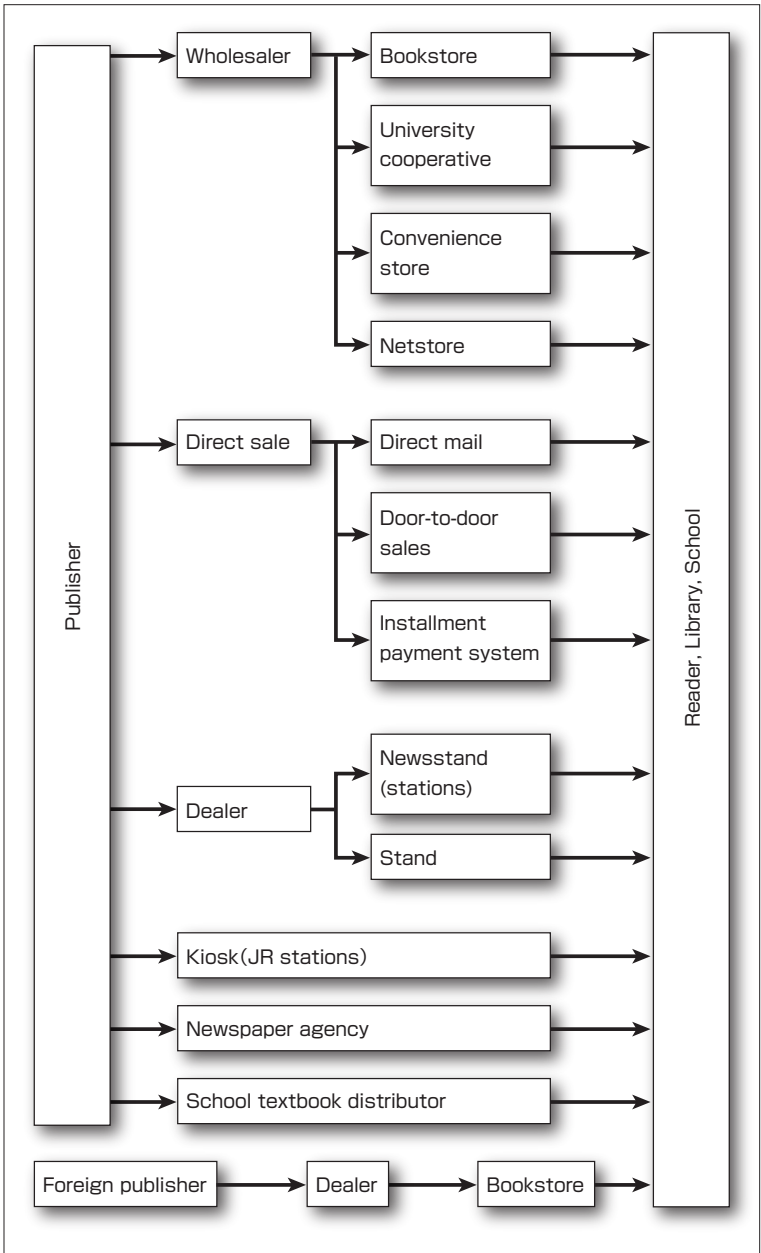 Publisher
Wholesaler
Bookstore
University
cooperative
Convenience
store
Netstore
Direct sale
Direct mail
Door-to-door
sales
Installment
payment system
Dealer
Newsstand
(stations)
Stand
Kiosk(JR stations)
Newspaper agency
School textbook distributor
Foreign publisher
Dealer
Bookstore
Reader, Library, School